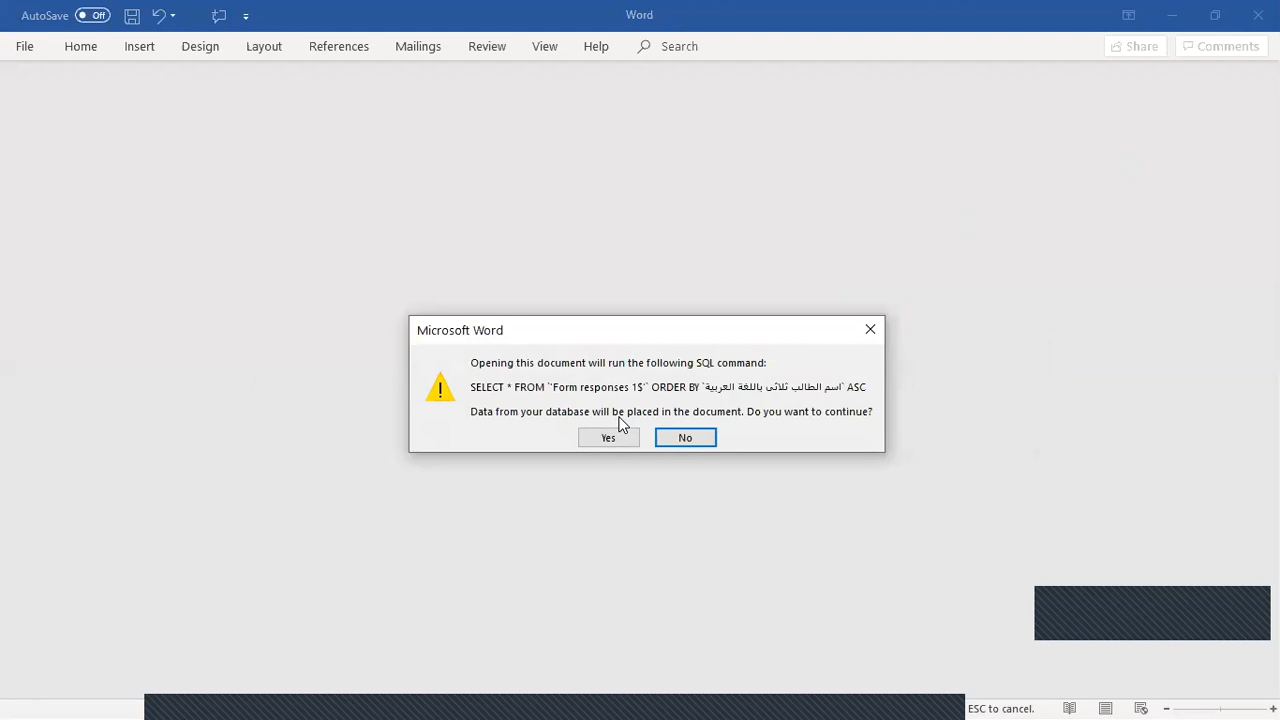 AutoSave Off
Word
File Home Insert Design Layout References Mailings Review View Help Search Share Comments
Microsoft Word
Opening this document will run the following SQL command:
SELECT * FROM `'Form responses 1$'` ORDER BY `اسم الطالب ثلاثى باللغة العربية` ASC
Data from your database will be placed in the document. Do you want to continue?
Yes No
ESC to cancel.